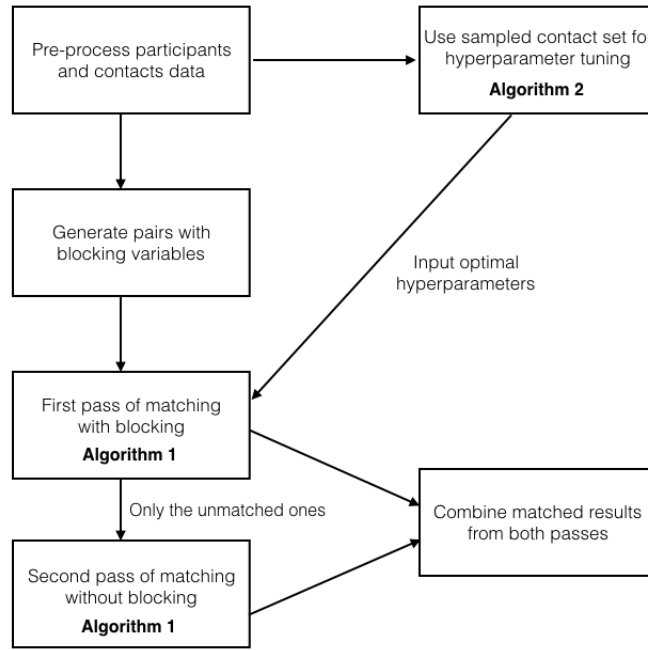 Pre-process participants
and contacts data
Use sampled contact set fo
hyperparameter tuning
Algorithm 2
Generate pairs with
blocking variables
Input optimal
hyperparameters
First pass of matching
with blocking
Algorithm 1
Only the unmatched ones
Combine matched results
from both passes
Second pass of matching
without blocking
Algorithm 1